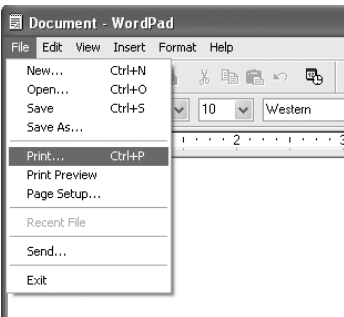 Document - WordPad
File Edit View Insert Format Help
New... Ctrl+N
Open... Ctrl+O
Save Ctrl+S
Save As...
10 Western
2 3
Print... Ctrl+P
Print Preview
Page Setup...
Recent File
Send...
Exit